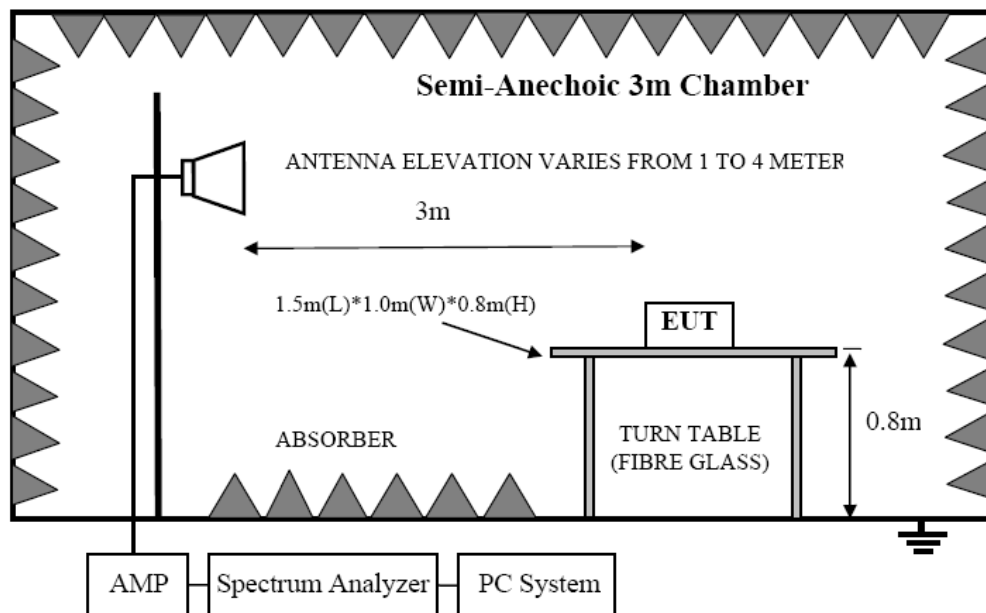 Semi-Anechoic 3m Chamber
ANTENNA ELEVATION VARIES FROM 1 TO 4 METER
3m
1.5m(L)*1.0m(W)*0.8m(H)
EUT
0.8m
ABSORBER
TURN TABLE
(FIBRE GLASS)
AMP
Spectrum Analyzer
PC System